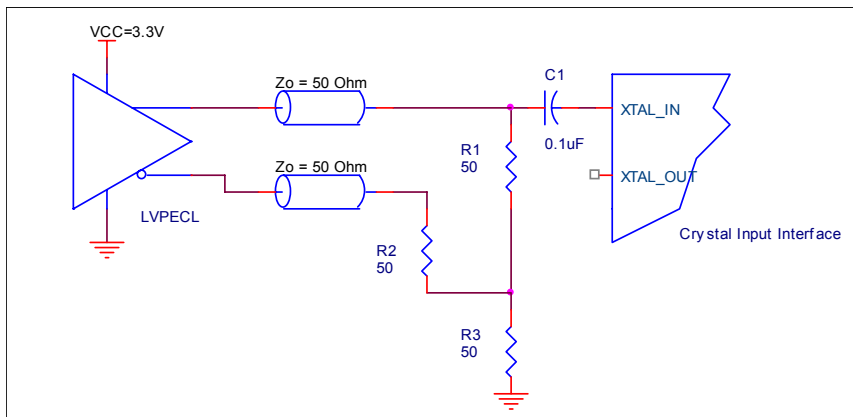 VCC=3.3V
Zo = 50 Ohm
C1
XTAL_IN
R1
50
0.1uF
Zo = 50 Ohm
XTAL_OUT
LVPECL
Crystal Input Interface
R2
50
R3
50